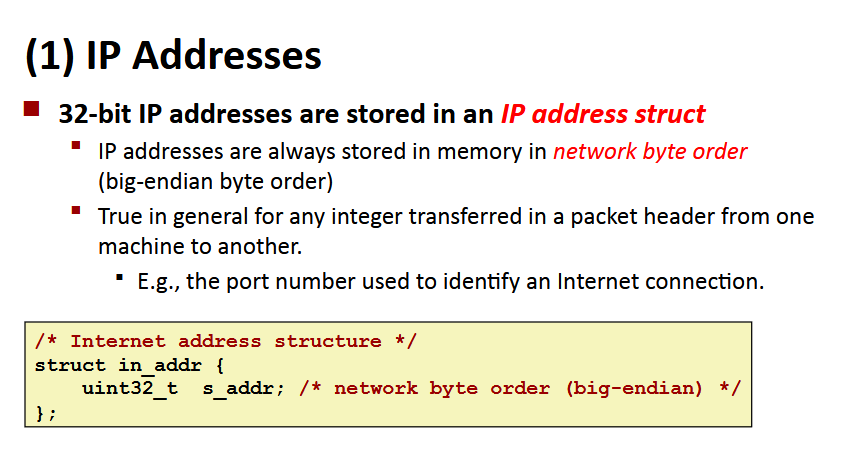 (1) IP Addresses
32-bit IP addresses are stored in an IP address struct
IP addresses are always stored in memory in network byte order
(big-endian byte order)
True in general for any integer transferred in a packet header from one
machine to another.
E.g., the port number used to identify an Internet connection.
/* Internet address structure */
struct in_addr {
    uint32_t  s_addr; /* network byte order (big-endian) */
};